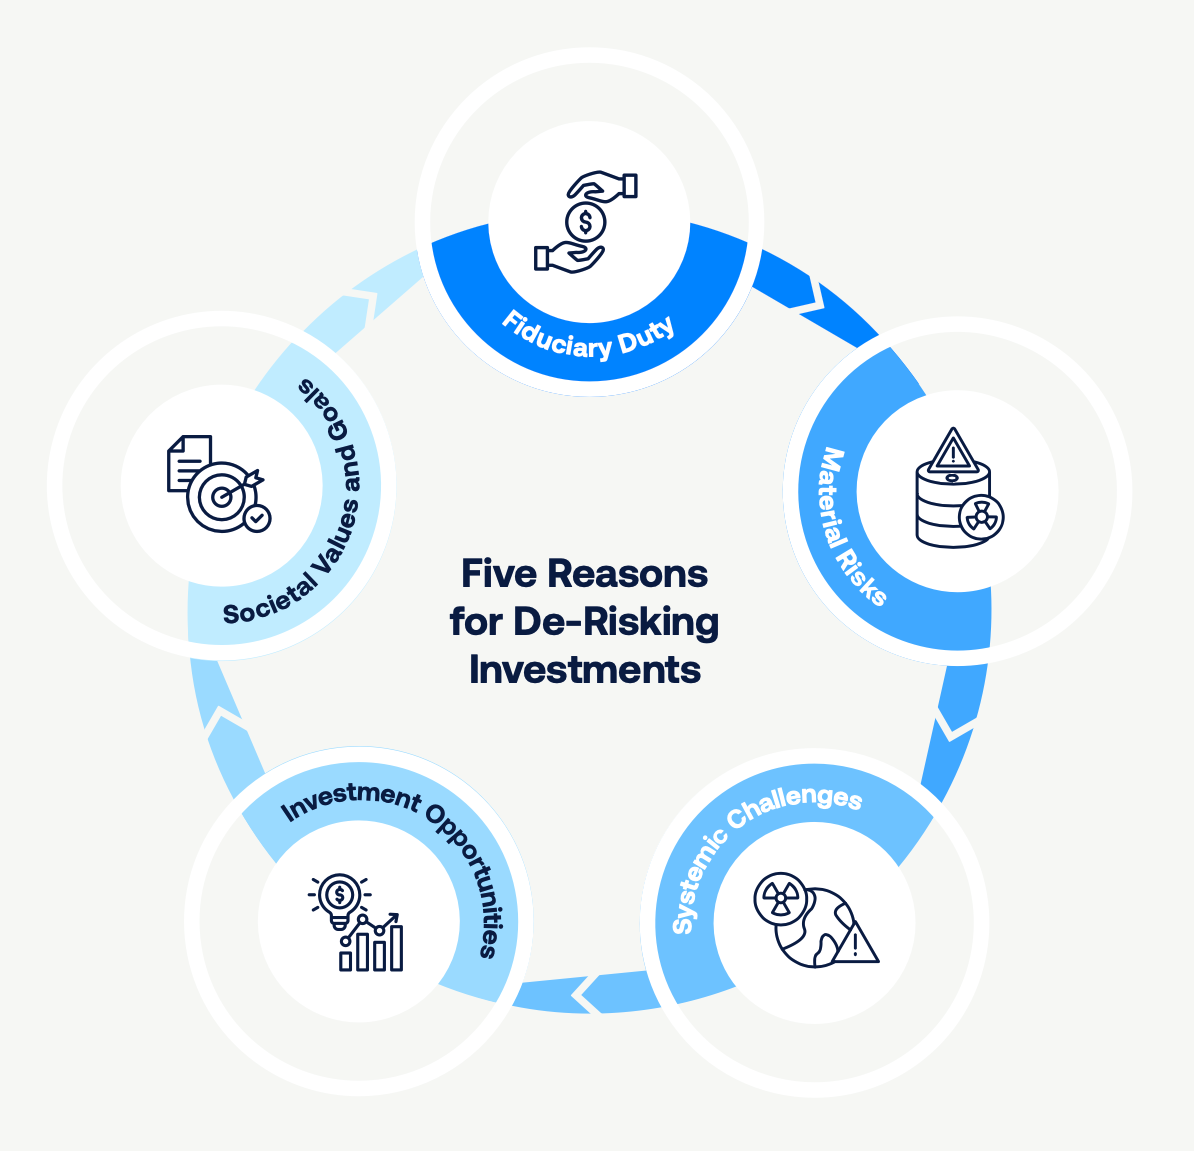 Fiduciary Duty
Material Risks
Systemic Challenges
Investment Opportunities
Societal Values and Goals
Five Reasons
for De-Risking
Investments
$
!
!
$